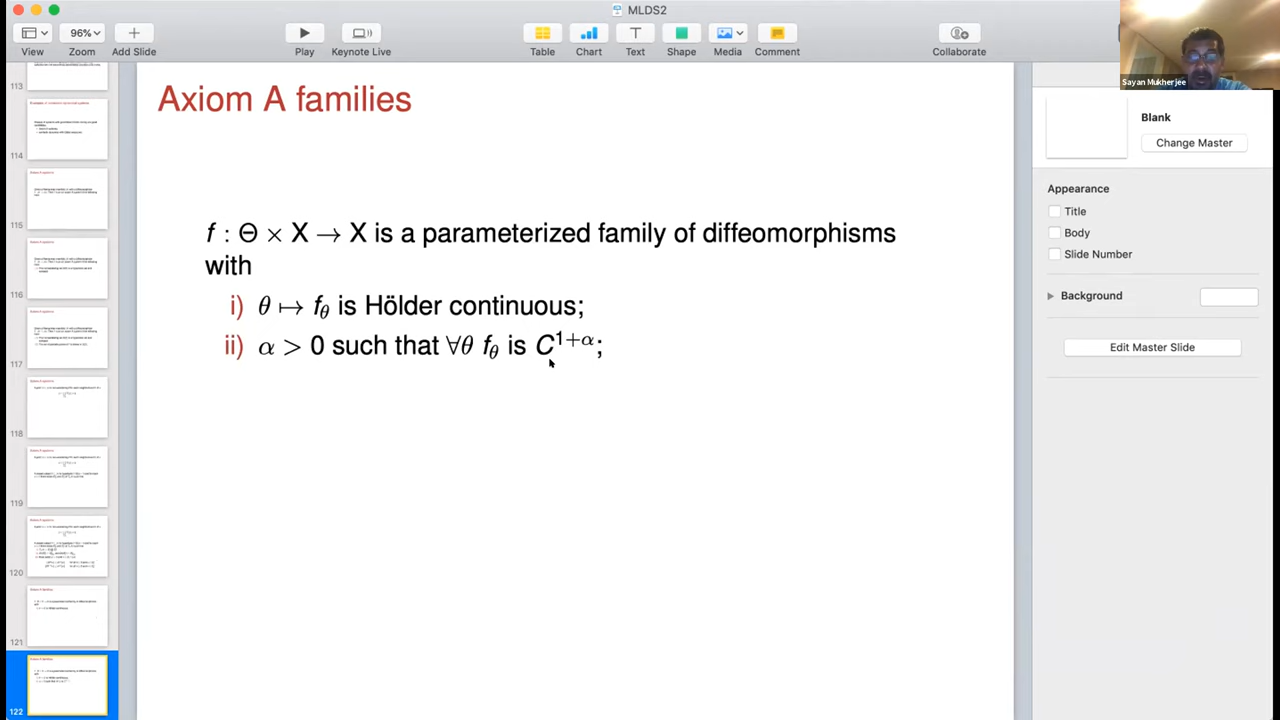 MLDS2
96%
View
Zoom
Add Slide
Play
Keynote Live
Table
Chart
Text
Shape
Media
Comment
Collaborate
Sayan Mukherjee
113
114
115
116
117
118
119
120
121
122
Axiom A families
f : Θ × X → X is a parameterized family of diffeomorphisms
with
i) θ ↦ f_θ is Hölder continuous;
ii) α > 0 such that ∀θ f_θ is C^{1+α};
Blank
Change Master
Appearance
Title
Body
Slide Number
Background
Edit Master Slide